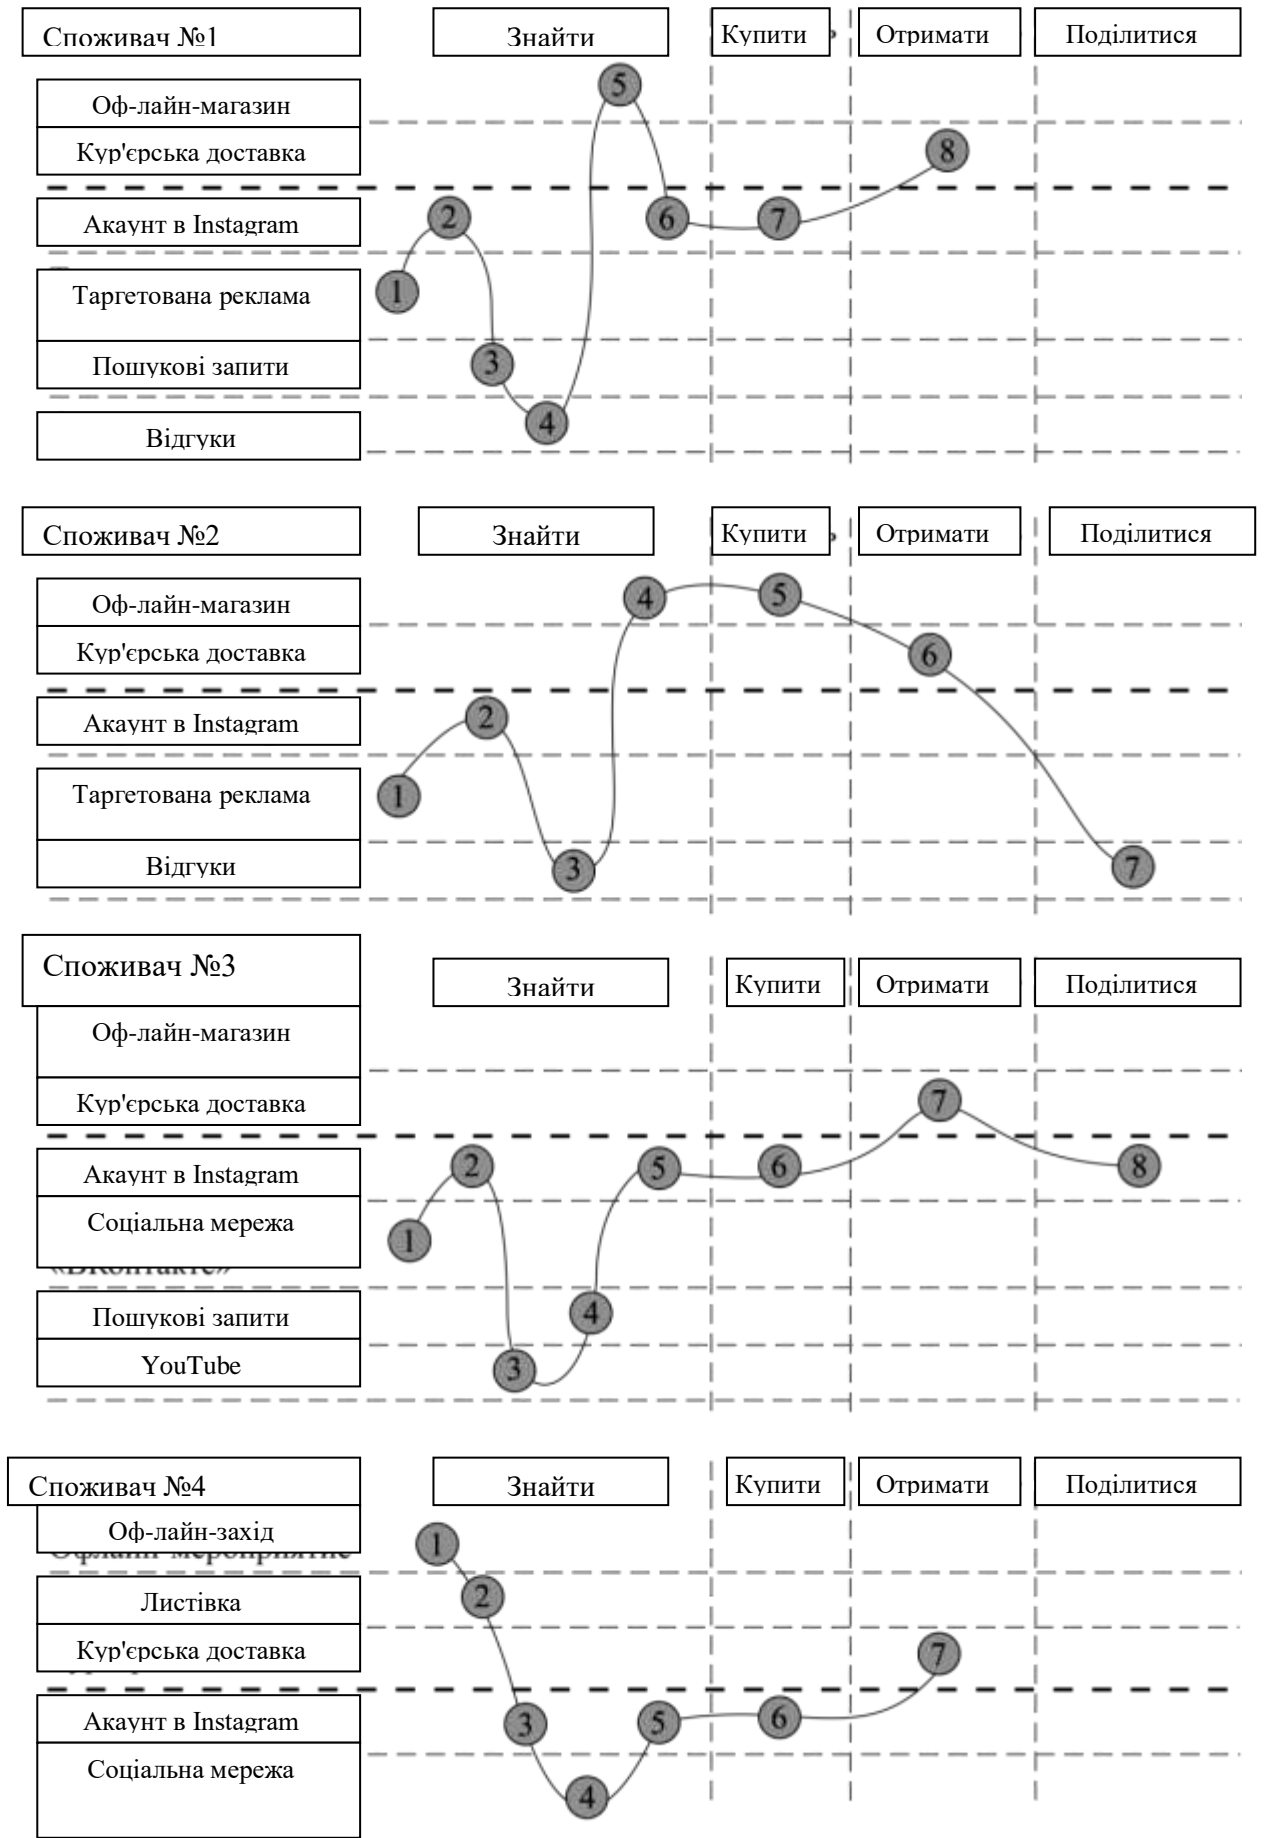 Споживач №1
Знайти
Купити
Отримати
Поділитися
Оф-лайн-магазин
Кур'єрська доставка
Акаунт в Instagram
Таргетована реклама
Пошукові запити
Відгуки
1
2
3
4
5
6
7
8
Споживач №2
Знайти
Купити
Отримати
Поділитися
Оф-лайн-магазин
Кур'єрська доставка
Акаунт в Instagram
Таргетована реклама
Відгуки
1
2
3
4
5
6
7
Споживач №3
Знайти
Купити
Отримати
Поділитися
Оф-лайн-магазин
Кур'єрська доставка
Акаунт в Instagram
Соціальна мережа
«ВКонтакте»
Пошукові запити
YouTube
1
2
3
4
5
6
7
8
Споживач №4
Знайти
Купити
Отримати
Поділитися
Оф-лайн-захід
Офлайн-мероприятие
Листівка
Кур'єрська доставка
Акаунт в Instagram
Соціальна мережа
1
2
3
4
5
6
7